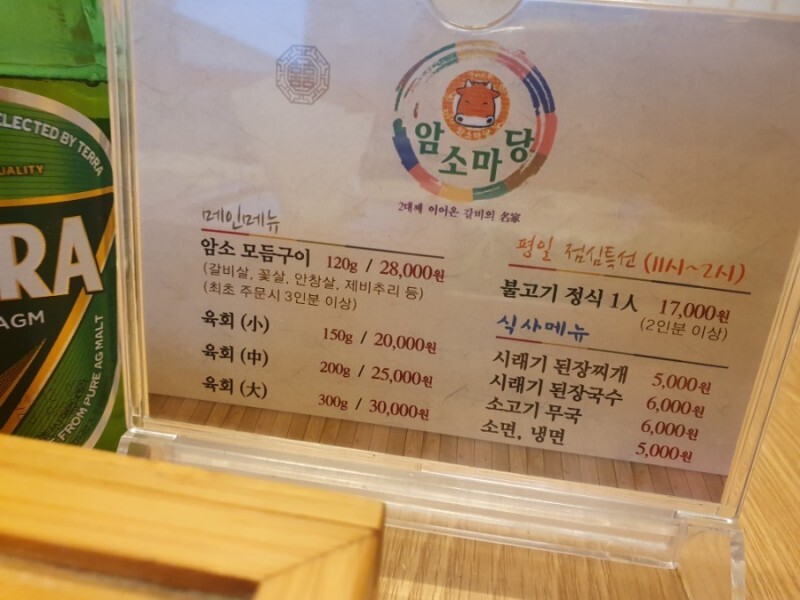 SELECTED BY TERRA
QUALITY
RA
AGM
FROM PURE AG MALT
암소마당
암소마당
2대째 이어온 갈비의 名家
메인메뉴
암소 모듬구이 120g / 28,000원
(갈비살, 꽃살, 안창살, 제비추리 등)
(최초 주문시 3인분 이상)
육회 (小) 150g / 20,000원
육회 (中) 200g / 25,000원
육회 (大) 300g / 30,000원
평일 점심특선 (11시~2시)
불고기 정식 1人 17,000원
(2인분 이상)
식사메뉴
시래기 된장찌개 5,000원
시래기 된장국수 6,000원
소고기 무국 6,000원
소면, 냉면 5,000원